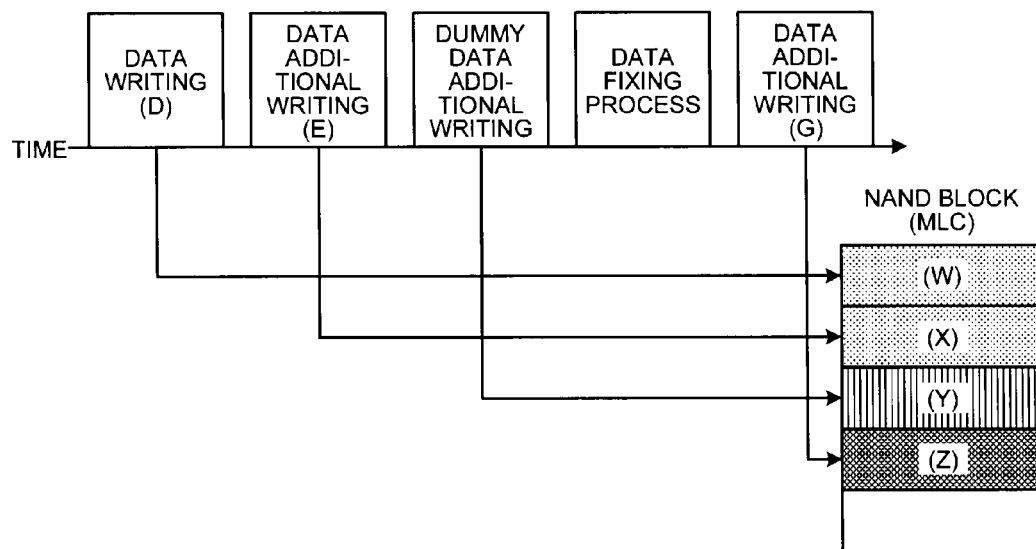 DATA
WRITING
(D)
DATA
ADDI-
TIONAL
WRITING
(E)
DUMMY
DATA
ADDI-
TIONAL
WRITING
DATA
FIXING
PROCESS
DATA
ADDI-
TIONAL
WRITING
(G)
TIME
NAND BLOCK
(MLC)
(W)
(X)
(Y)
(Z)